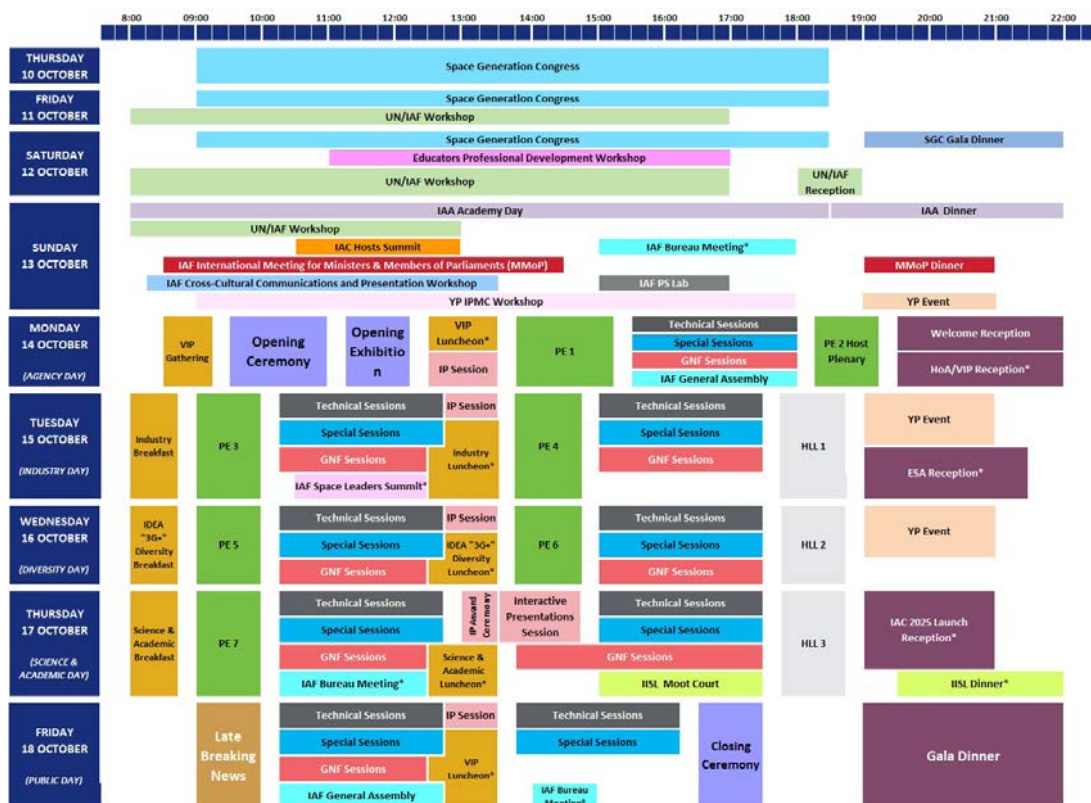 8:00 09:00 10:00 11:00 12:00 13:00 14:00 15:00 16:00 17:00 18:00 19:00 20:00 21:00 22:00
THURSDAY
10 OCTOBER
Space Generation Congress
FRIDAY
11 OCTOBER
Space Generation Congress
UN/IAF Workshop
SATURDAY
12 OCTOBER
Space Generation Congress
SGC Gala Dinner
Educators Professional Development Workshop
UN/IAF Workshop
UN/IAF
Reception
SUNDAY
13 OCTOBER
IAA Academy Day
IAA Dinner
UN/IAF Workshop
IAC Hosts Summit
IAF Bureau Meeting*
IAF International Meeting for Ministers & Members of Parliaments (MMoP)
MMoP Dinner
IAF Cross-Cultural Communications and Presentation Workshop
IAF PS Lab
YP IPMC Workshop
YP Event
MONDAY
14 OCTOBER
(AGENCY DAY)
VIP
Gathering
Opening
Ceremony
Opening
Exhibitio
n
VIP
Luncheon*
IP Session
PE 1
Technical Sessions
Special Sessions
GNF Sessions
IAF General Assembly
PE 2 Host
Plenary
Welcome Reception
HoA/VIP Reception*
TUESDAY
15 OCTOBER
(INDUSTRY DAY)
Industry
Breakfast
PE 3
Technical Sessions
Special Sessions
GNF Sessions
IAF Space Leaders Summit*
IP Session
Industry
Luncheon*
PE 4
Technical Sessions
Special Sessions
GNF Sessions
HLL 1
YP Event
ESA Reception*
WEDNESDAY
16 OCTOBER
(DIVERSITY DAY)
IDEA
"3G+"
Diversity
Breakfast
PE 5
Technical Sessions
Special Sessions
GNF Sessions
IP Session
IDEA "3G+"
Diversity
Luncheon*
PE 6
Technical Sessions
Special Sessions
GNF Sessions
HLL 2
YP Event
THURSDAY
17 OCTOBER
(SCIENCE &
ACADEMIC DAY)
Science &
Academic
Breakfast
PE 7
Technical Sessions
Special Sessions
GNF Sessions
IAF Bureau Meeting*
IP Award
Ceremony
Science &
Academic
Luncheon*
Interactive
Presentations
Session
Technical Sessions
Special Sessions
GNF Sessions
IISL Moot Court
HLL 3
IAC 2025 Launch
Reception*
IISL Dinner*
FRIDAY
18 OCTOBER
(PUBLIC DAY)
Late
Breaking
News
Technical Sessions
Special Sessions
GNF Sessions
IAF General Assembly
IP Session
VIP
Luncheon*
Technical Sessions
Special Sessions
IAF Bureau
Meeting*
Closing
Ceremony
Gala Dinner